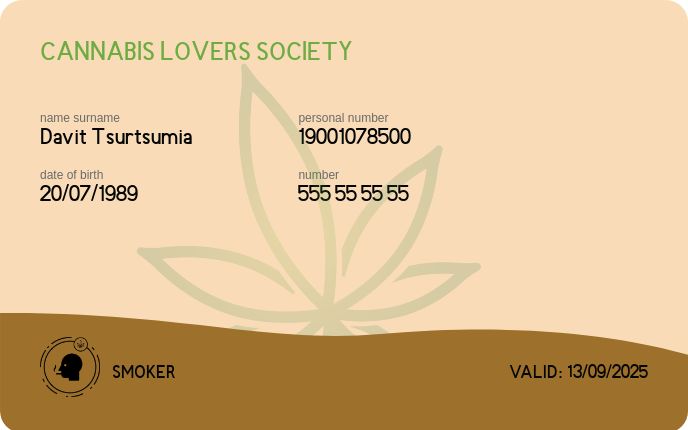 CANNABIS LOVERS SOCIETY
name surname
Davit Tsurtsumia
personal number
19001078500
date of birth
20/07/1989
number
555 55 55 55
SMOKER
VALID: 13/09/2025